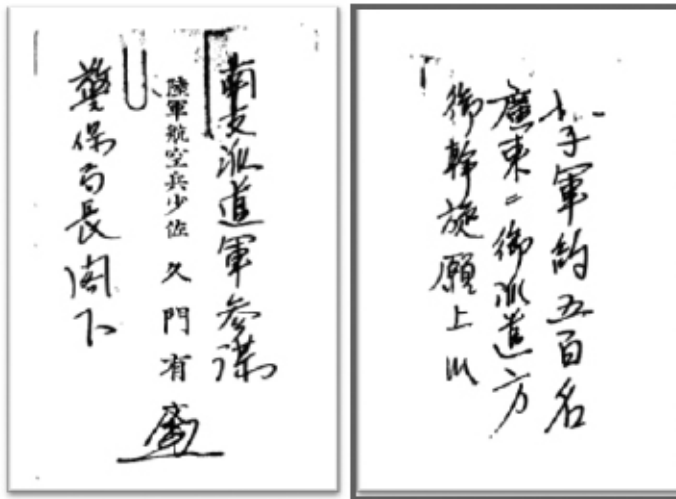 南支派遣軍参謀
陸軍航空兵少佐 久門有
警保局長閣下
子軍約五百名
廣東ニ御派遣方
御斡旋願上候